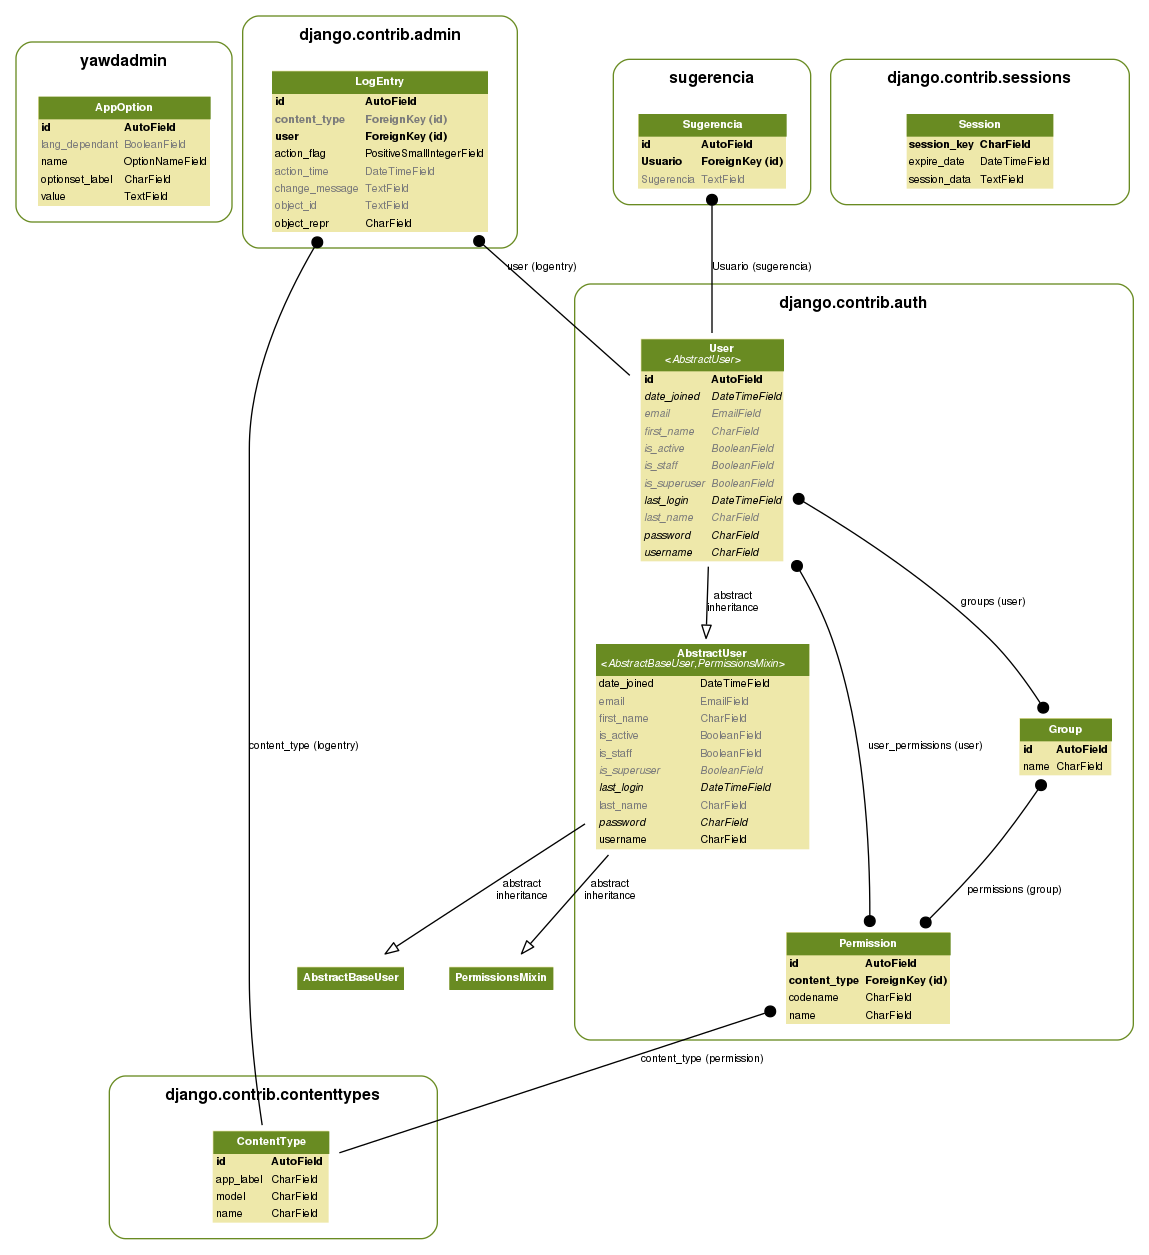 yawdadmin
AppOption
id AutoField
lang_dependant BooleanField
name OptionNameField
optionset_label CharField
value TextField
django.contrib.admin
LogEntry
id AutoField
content_type ForeignKey (id)
user ForeignKey (id)
action_flag PositiveSmallIntegerField
action_time DateTimeField
change_message TextField
object_id TextField
object_repr CharField
sugerencia
Sugerencia
id AutoField
Usuario ForeignKey (id)
Sugerencia TextField
django.contrib.sessions
Session
session_key CharField
expire_date DateTimeField
session_data TextField
user (logentry)
Usuario (sugerencia)
django.contrib.auth
User
<AbstractUser>
id AutoField
date_joined DateTimeField
email EmailField
first_name CharField
is_active BooleanField
is_staff BooleanField
is_superuser BooleanField
last_login DateTimeField
last_name CharField
password CharField
username CharField
abstract
inheritance
groups (user)
AbstractUser
<AbstractBaseUser,PermissionsMixin>
date_joined DateTimeField
email EmailField
first_name CharField
is_active BooleanField
is_staff BooleanField
is_superuser BooleanField
last_login DateTimeField
last_name CharField
password CharField
username CharField
Group
id AutoField
name CharField
content_type (logentry)
user_permissions (user)
abstract
inheritance
abstract
inheritance
permissions (group)
AbstractBaseUser
PermissionsMixin
Permission
id AutoField
content_type ForeignKey (id)
codename CharField
name CharField
content_type (permission)
django.contrib.contenttypes
ContentType
id AutoField
app_label CharField
model CharField
name CharField